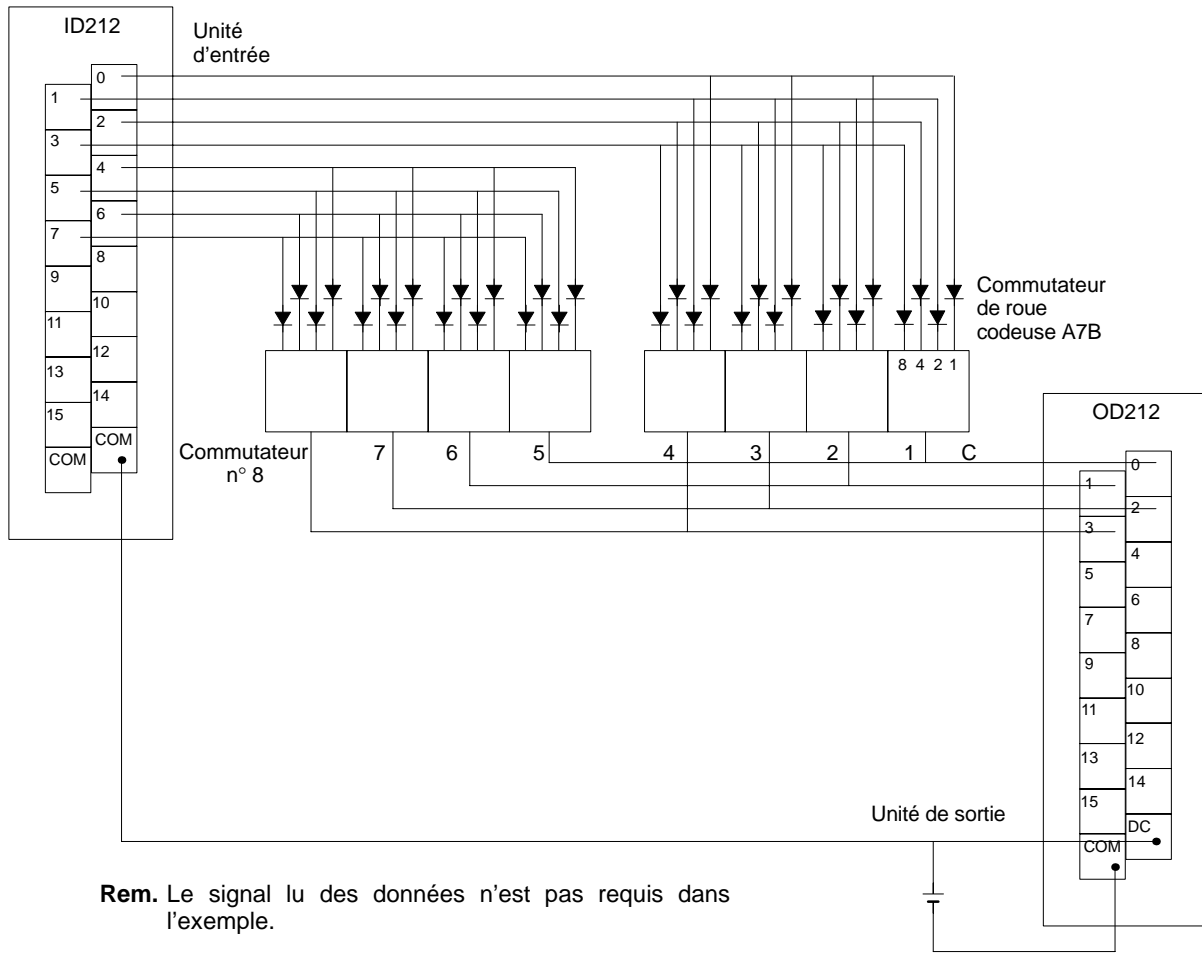 ID212
Unité
d’entrée
0
1
2
3
4
5
6
7
8
9
10
11
12
13
14
15
COM
COM
Commutateur
de roue
codeuse A7B
8 4 2 1
Commutateur
n° 8
7 6 5 4 3 2 1 C
OD212
0
1
2
3
4
5
6
7
8
9
10
11
12
13
14
15
DC
COM
Unité de sortie
Rem. Le signal lu des données n’est pas requis dans
l’exemple.